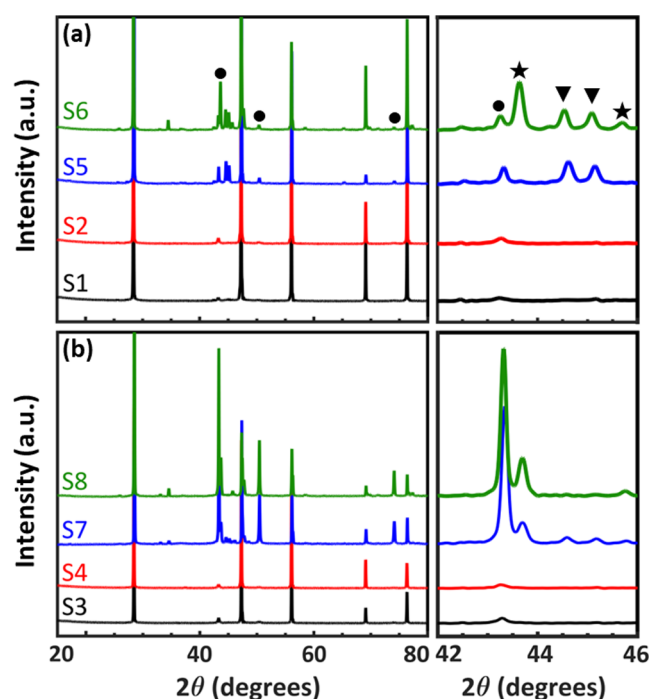 (a)
S6
S5
S2
S1
Intensity (a.u.)
(b)
S8
S7
S4
S3
Intensity (a.u.)
20 40 60 80
42 44 46
2θ (degrees)
2θ (degrees)